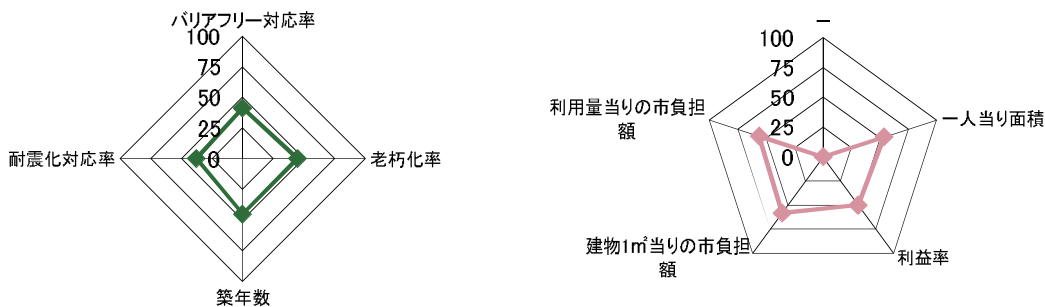 バリアフリー対応率
100
75
50
25
0
耐震化対応率
老朽化率
築年数
ー
100
75
50
25
0
利用量当りの市負担
額
一人当り面積
建物1㎡当りの市負担
額
利益率